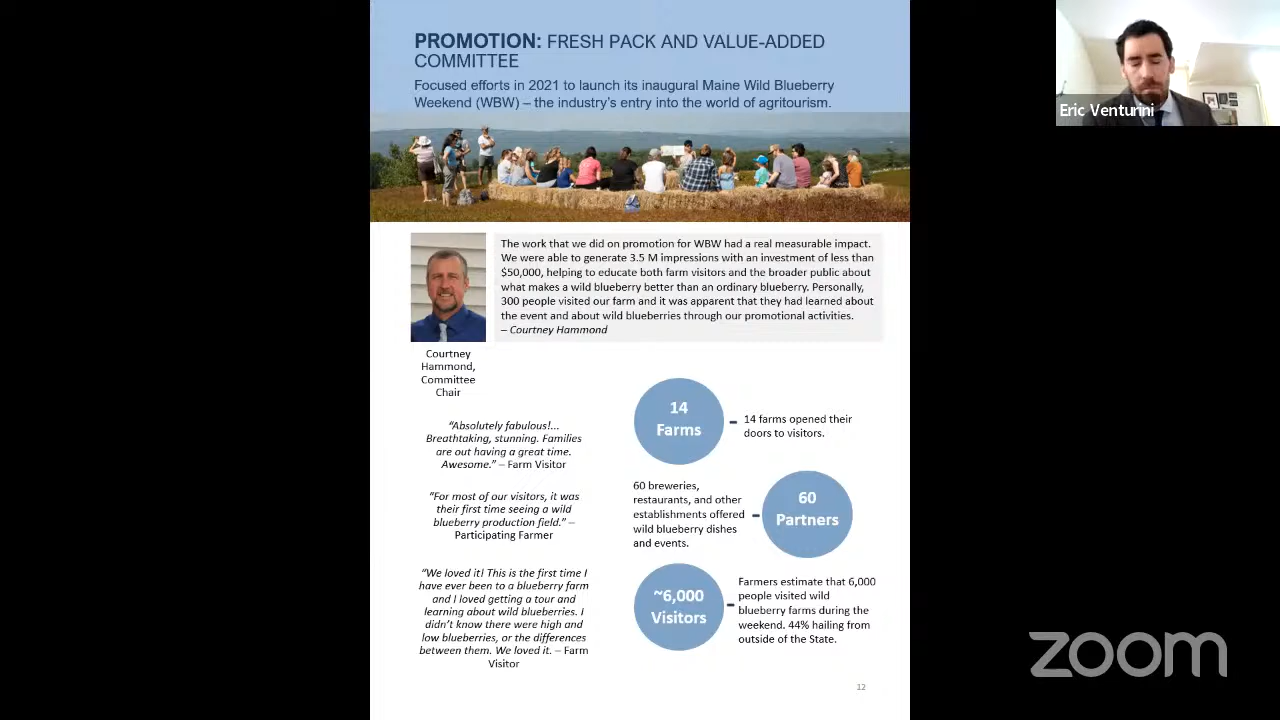 PROMOTION: FRESH PACK AND VALUE-ADDED
COMMITTEE
Focused efforts in 2021 to launch its inaugural Maine Wild Blueberry
Weekend (WBW) – the industry's entry into the world of agritourism.
Eric Venturini
The work that we did on promotion for WBW had a real measurable impact.
We were able to generate 3.5 M impressions with an investment of less than
$50,000, helping to educate both farm visitors and the broader public about
what makes a wild blueberry better than an ordinary blueberry. Personally,
300 people visited our farm and it was apparent that they had learned about
the event and about wild blueberries through our promotional activities.
– Courtney Hammond
Courtney
Hammond,
Committee
Chair
"Absolutely fabulous!...
Breathtaking, stunning. Families
are out having a great time.
Awesome." – Farm Visitor
"For most of our visitors, it was
their first time seeing a wild
blueberry production field." –
Participating Farmer
"We loved it! This is the first time I
have ever been to a blueberry farm
and I loved getting a tour and
learning about wild blueberries. I
didn't know there were high and
low blueberries, or the differences
between them. We loved it. – Farm
Visitor
14
Farms
14 farms opened their
doors to visitors.
60 breweries,
restaurants, and other
establishments offered
wild blueberry dishes
and events.
60
Partners
~6,000
Visitors
Farmers estimate that 6,000
people visited wild
blueberry farms during the
weekend. 44% hailing from
outside of the State.
12
zoom